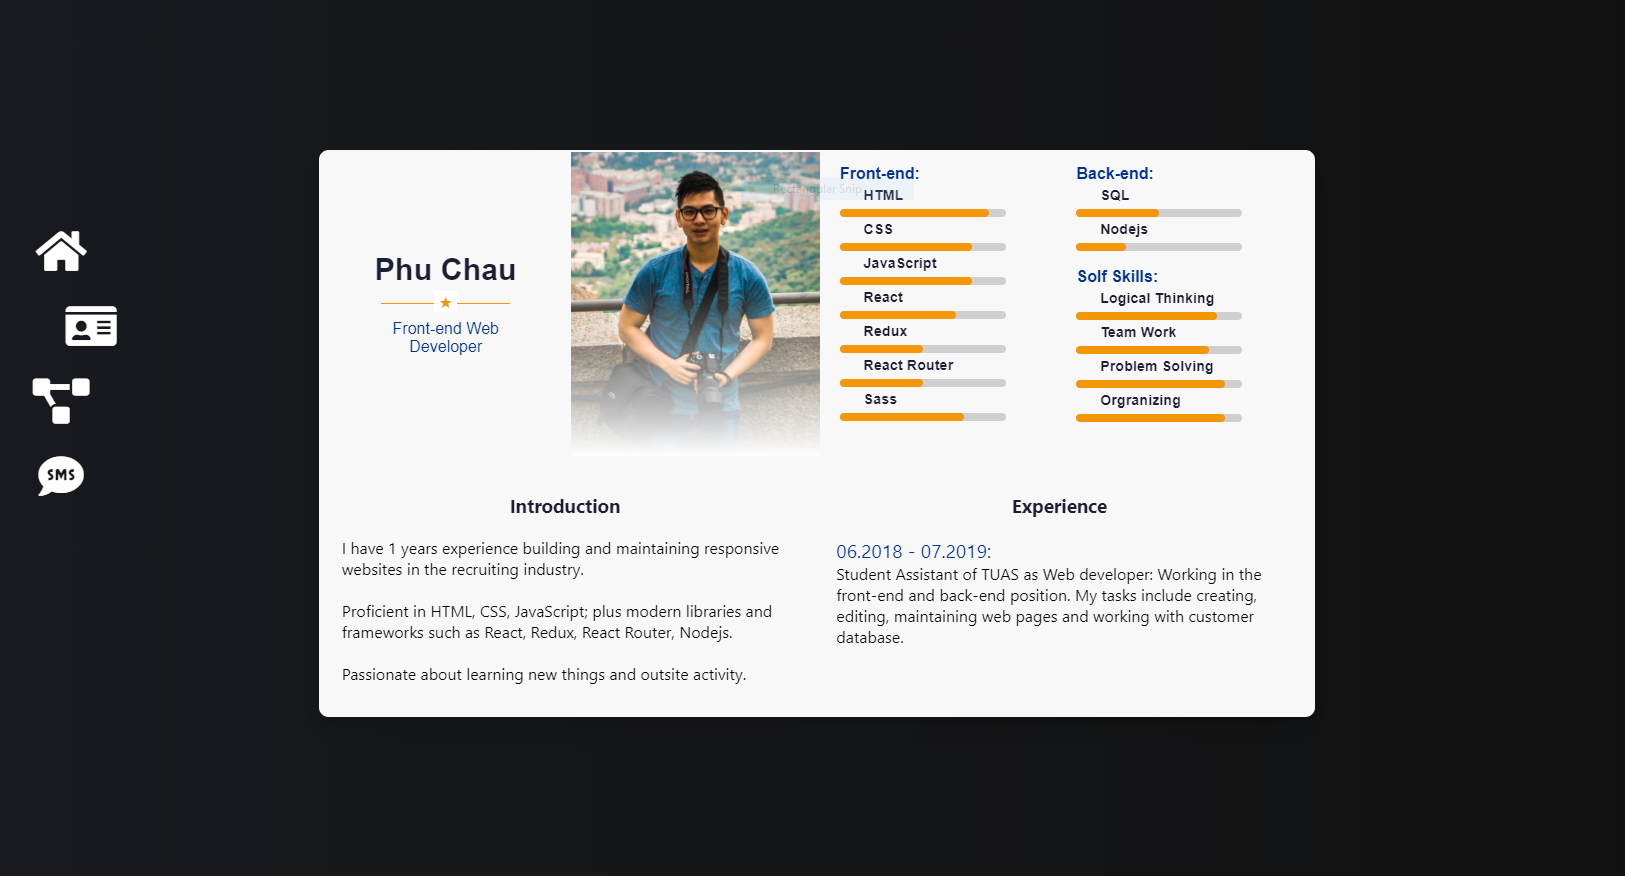 SMS
Phu Chau
Front-end Web
Developer
Rectangular Snip
Front-end:
HTML
CSS
JavaScript
React
Redux
React Router
Sass
Back-end:
SQL
Nodejs
Solf Skills:
Logical Thinking
Team Work
Problem Solving
Orgranizing
Introduction
I have 1 years experience building and maintaining responsive
websites in the recruiting industry.
Proficient in HTML, CSS, JavaScript; plus modern libraries and
frameworks such as React, Redux, React Router, Nodejs.
Passionate about learning new things and outsite activity.
Experience
06.2018 - 07.2019:
Student Assistant of TUAS as Web developer: Working in the
front-end and back-end position. My tasks include creating,
editing, maintaining web pages and working with customer
database.